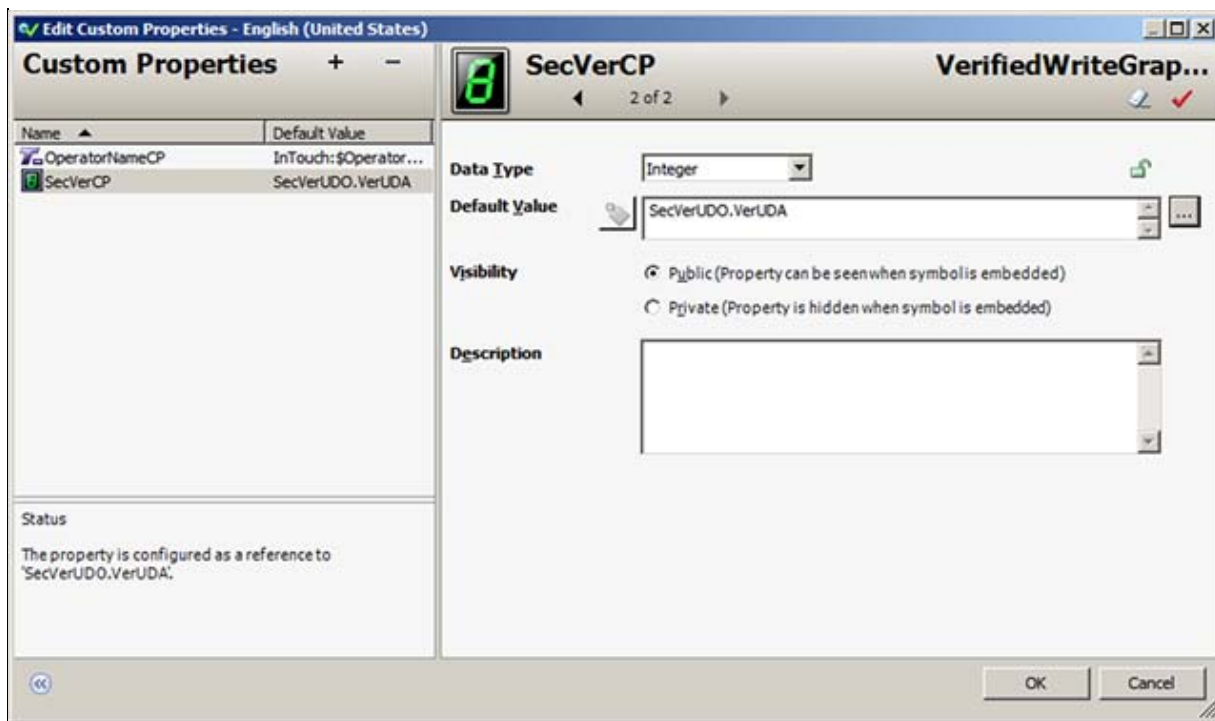 Edit Custom Properties - English (United States)
Custom Properties + -
SecVerCP
VerifiedWriteGrap...
2 of 2
Name
Default Value
OperatorNameCP
InTouch:$Operator...
SecVerCP
SecVerUDO.VerUDA
Data Type
Integer
Default Value
SecVerUDO.VerUDA
...
Visibility
Public (Property can be seen when symbol is embedded)
Private (Property is hidden when symbol is embedded)
Description
Status
The property is configured as a reference to
'SecVerUDO.VerUDA'.
OK
Cancel